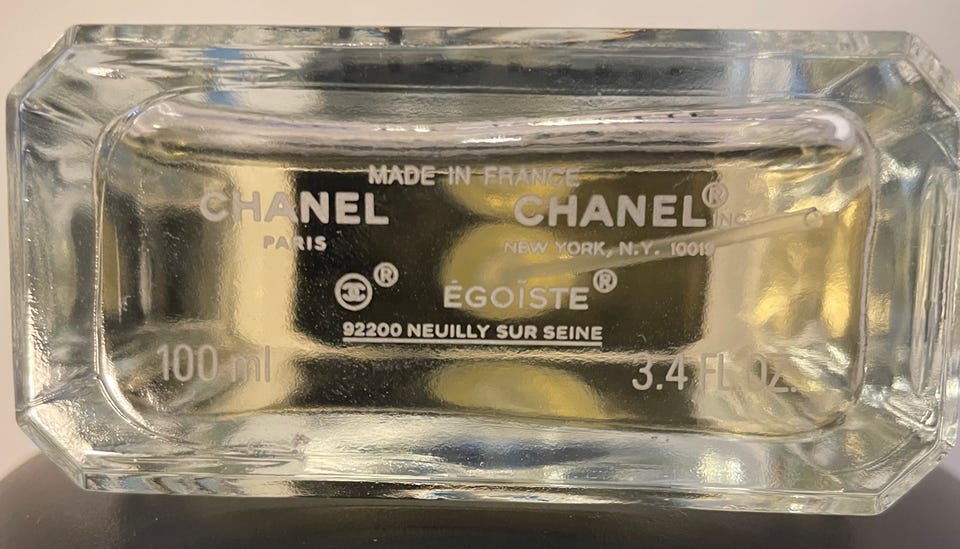 MADE IN FRANCE
CHANEL CHANEL® INC
PARIS NEW YORK, N.Y. 10019
® ÉGOÏSTE®
92200 NEUILLY SUR SEINE
100 ml 3.4 FL.OZ.